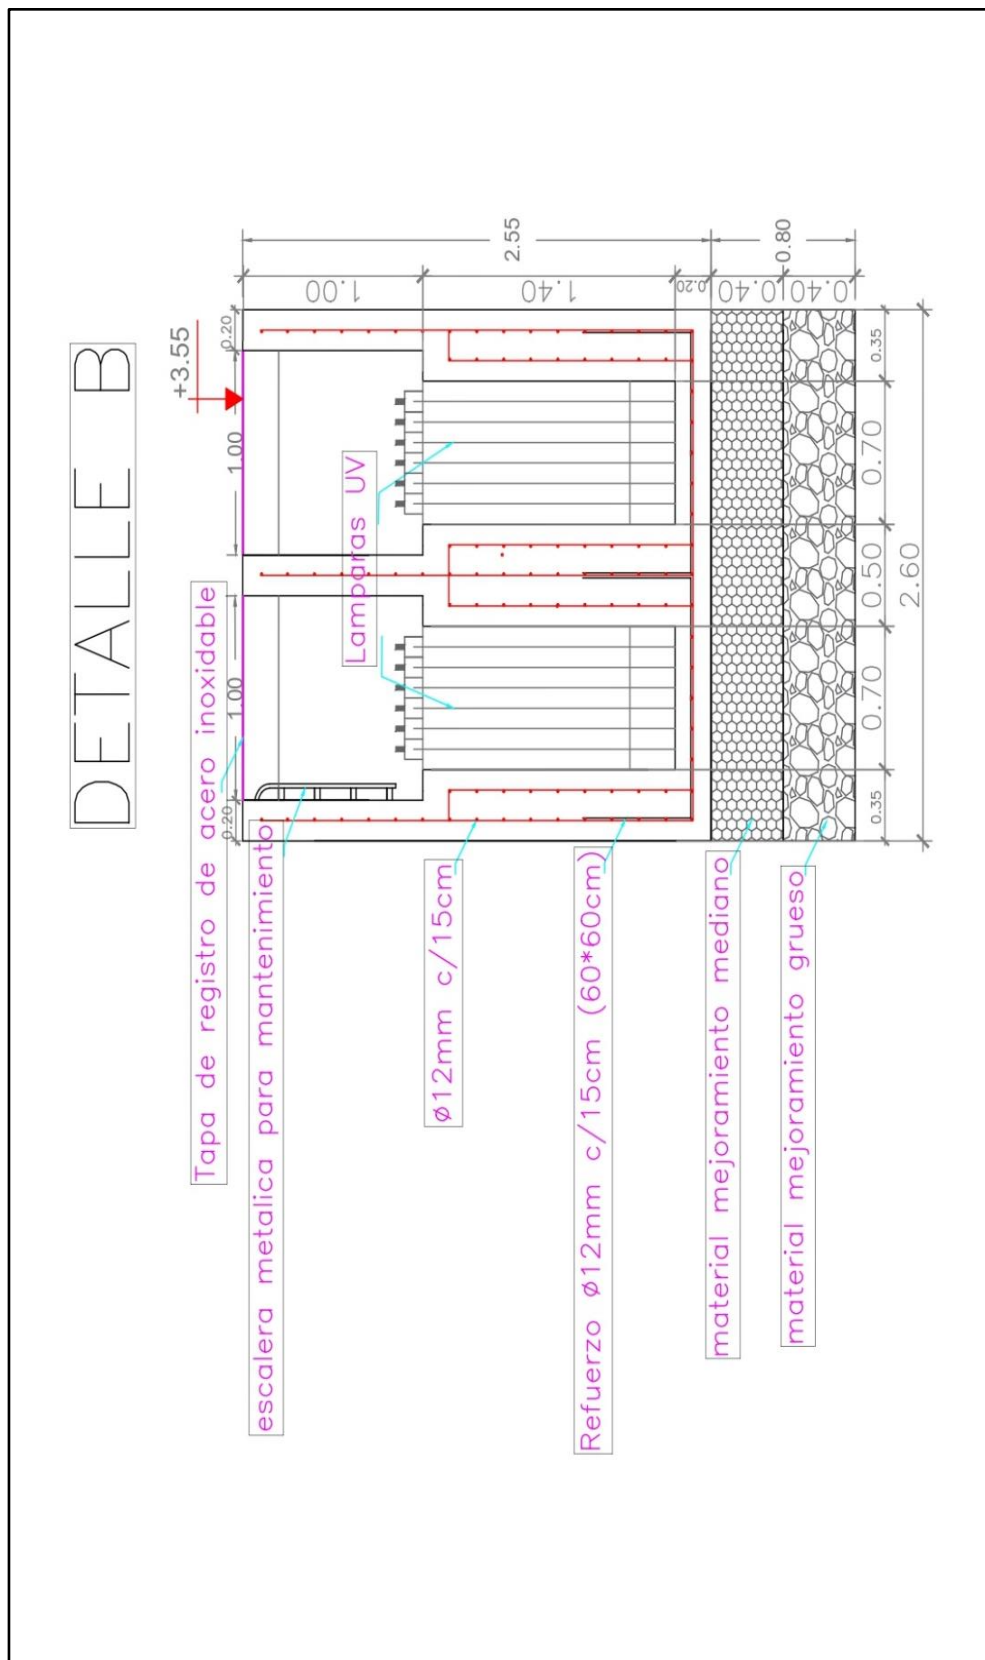 DETALLE B
+3.55
Tapa de registro de acero inoxidable
0.20
1.00
1.00
0.20
escalera metalica para mantenimiento
Lamparas UV
1.00
2.55
ø12mm c/15cm
1.40
Refuerzo ø12mm c/15cm (60*60cm)
0.20
material mejoramiento mediano
0.40
0.80
material mejoramiento grueso
0.40
0.35
0.70
0.50
0.70
0.35
2.60